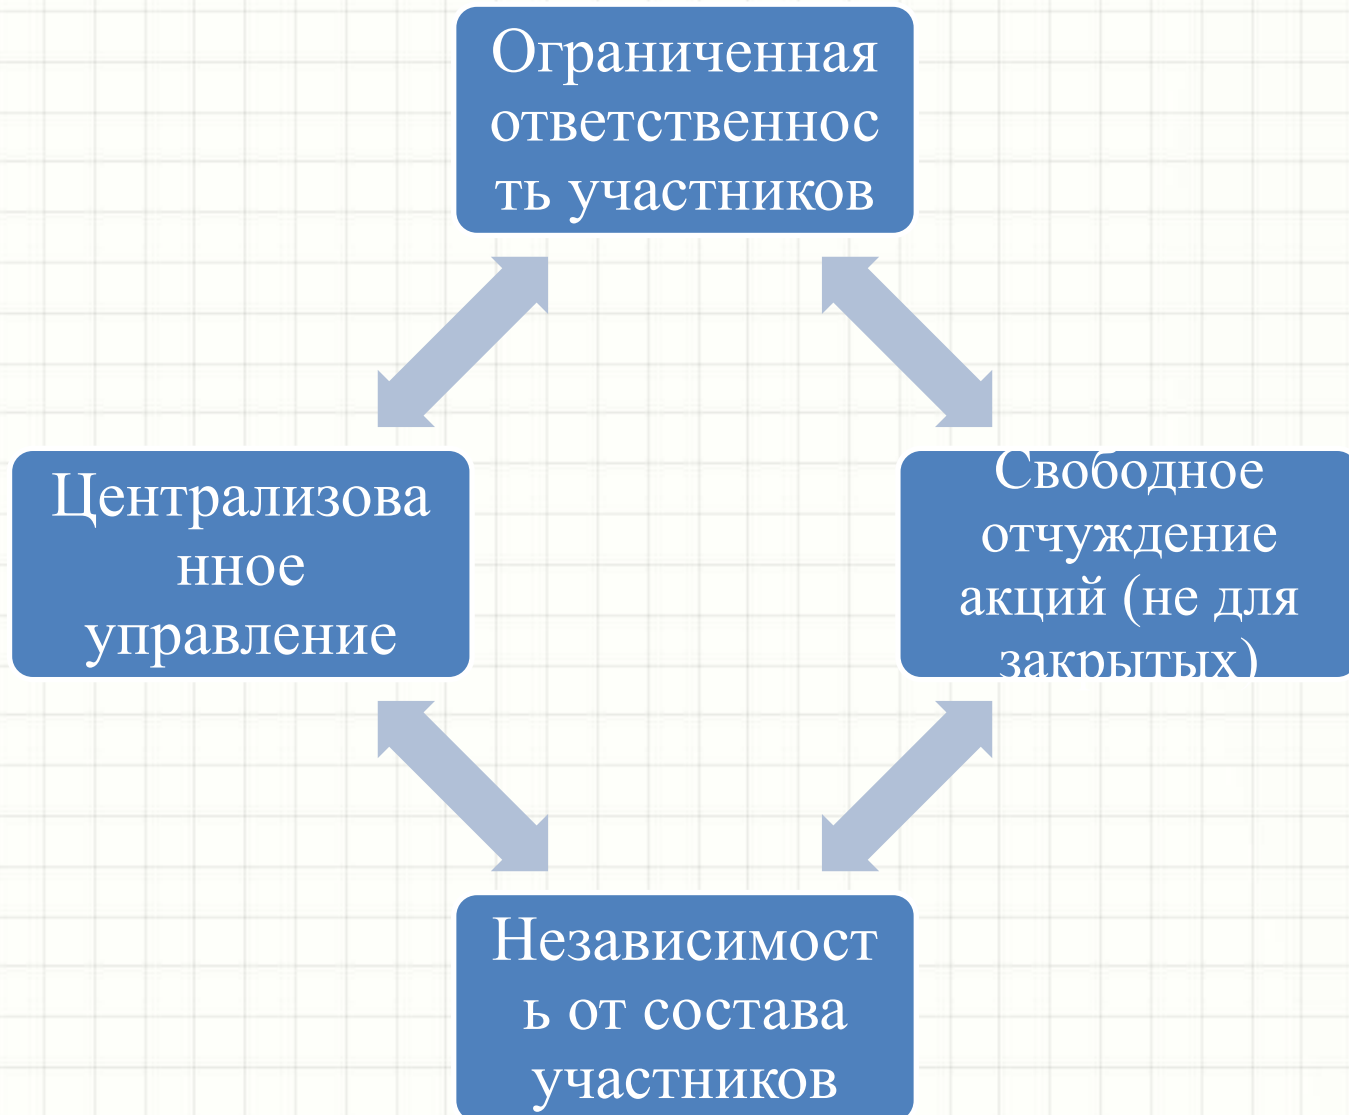 Ограниченная
ответственнос
ть участников
Централизова
нное
управление
Свободное
отчуждение
акций (не для
закрытых)
Независимост
ь от состава
участников